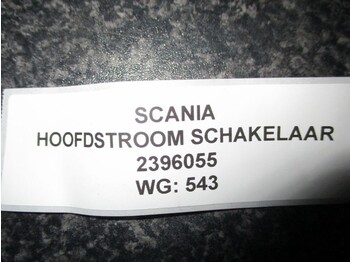 SCANIA
HOOFDSTROOM SCHAKELAAR
2396055
WG: 543